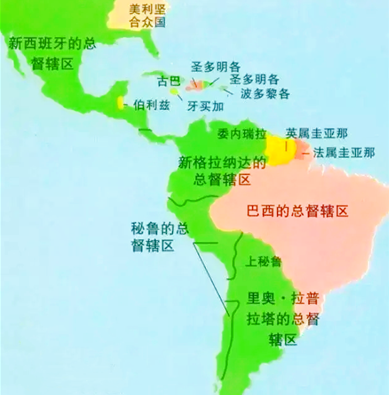 美利坚
合众国
新西班牙的总
督辖区
古巴
圣多明各
圣多明各
波多黎各
伯利兹
牙买加
委内瑞拉
英属圭亚那
法属圭亚那
新格拉纳达的
总督辖区
巴西的总督辖区
秘鲁的总
督辖区
上秘鲁
里奥·拉普
拉塔的总督
辖区